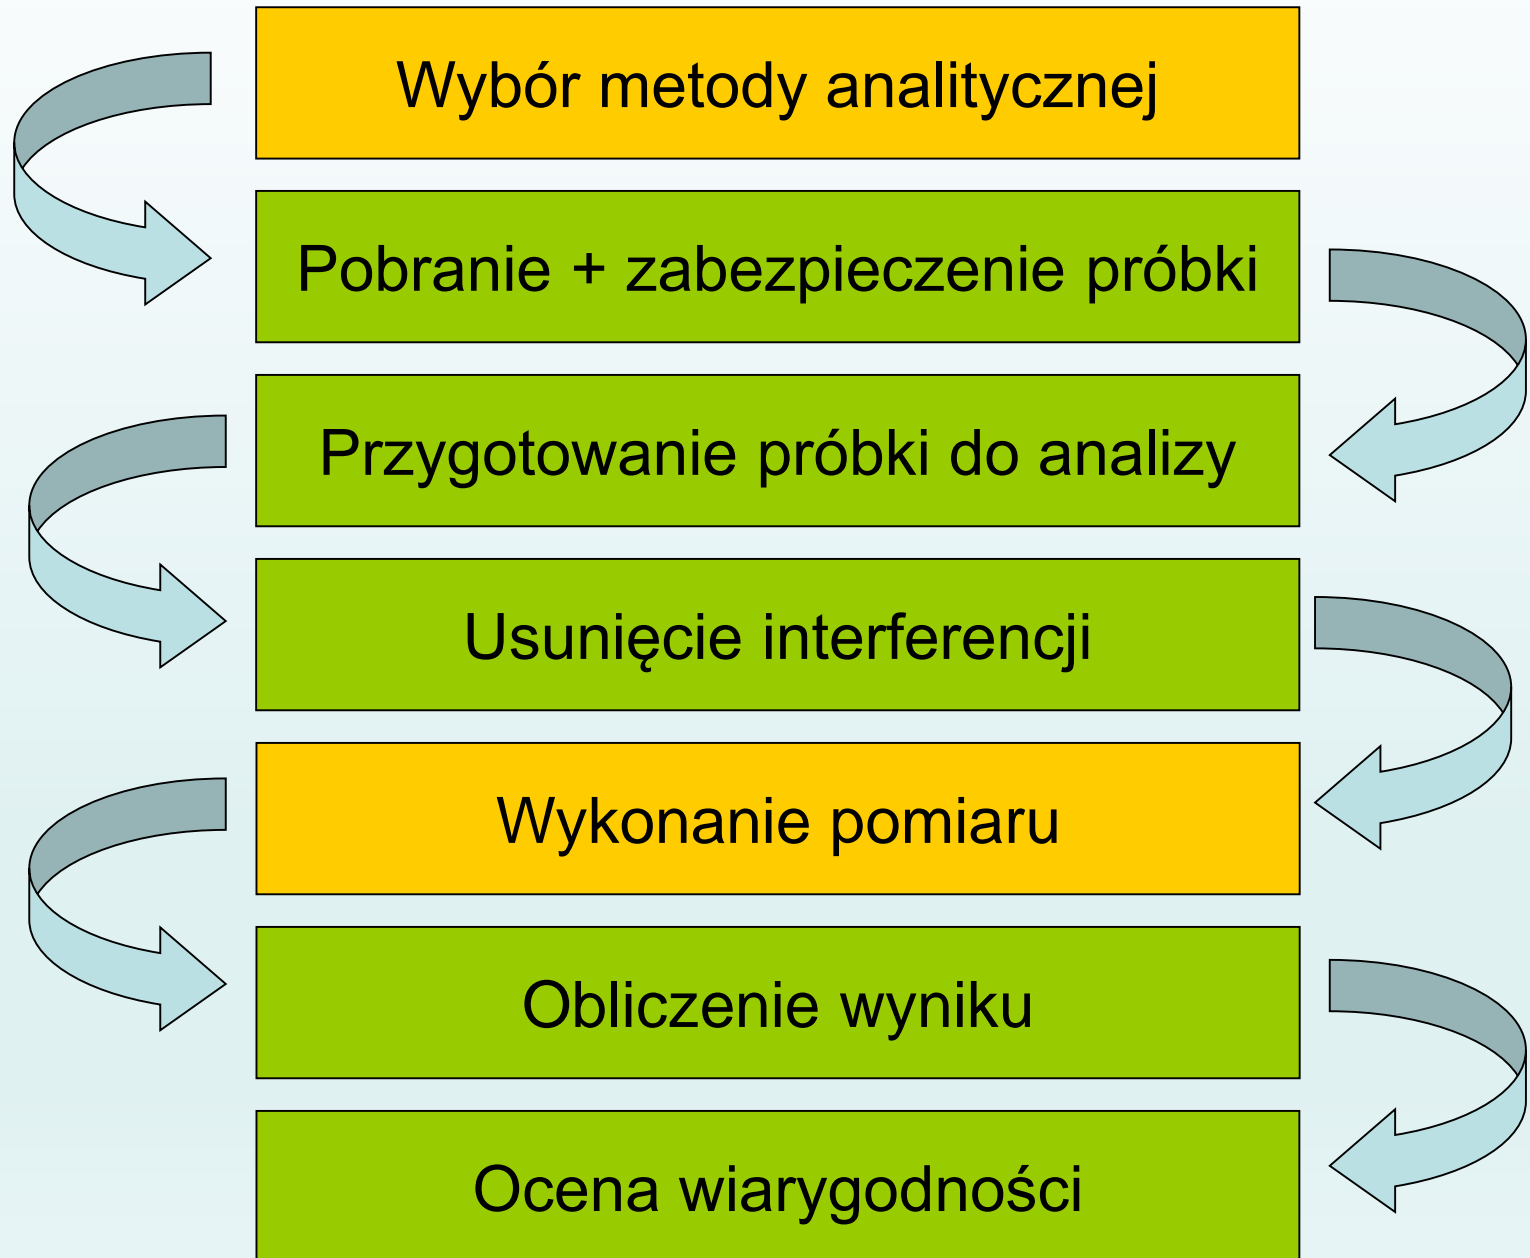 Wybór metody analitycznej
Pobranie + zabezpieczenie próbki
Przygotowanie próbki do analizy
Usunięcie interferencji
Wykonanie pomiaru
Obliczenie wyniku
Ocena wiarygodności